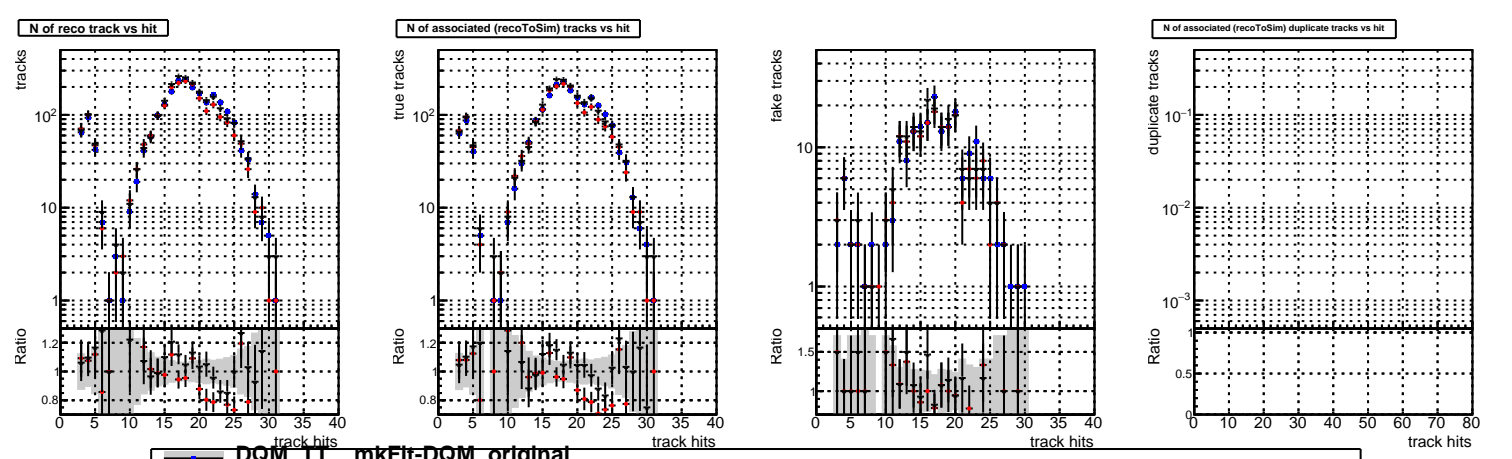 N of reco track vs hit
tracks
10²
10
1
Ratio
1.2
1
0.8
0 5 10 15 20 25 30 35 40
track hits
N of associated (recoToSim) tracks vs hit
true tracks
10²
10
1
Ratio
1.2
1
0.8
0 5 10 15 20 25 30 35 40
track hits
fake tracks
10
1
Ratio
1.5
1
0 5 10 15 20 25 30 35 40
track hits
N of associated (recoToSim) duplicate tracks vs hit
duplicate tracks
10⁻¹
10⁻²
10⁻³
Ratio
1
0.5
0
0 10 20 30 40 50 60 70 80
track hits